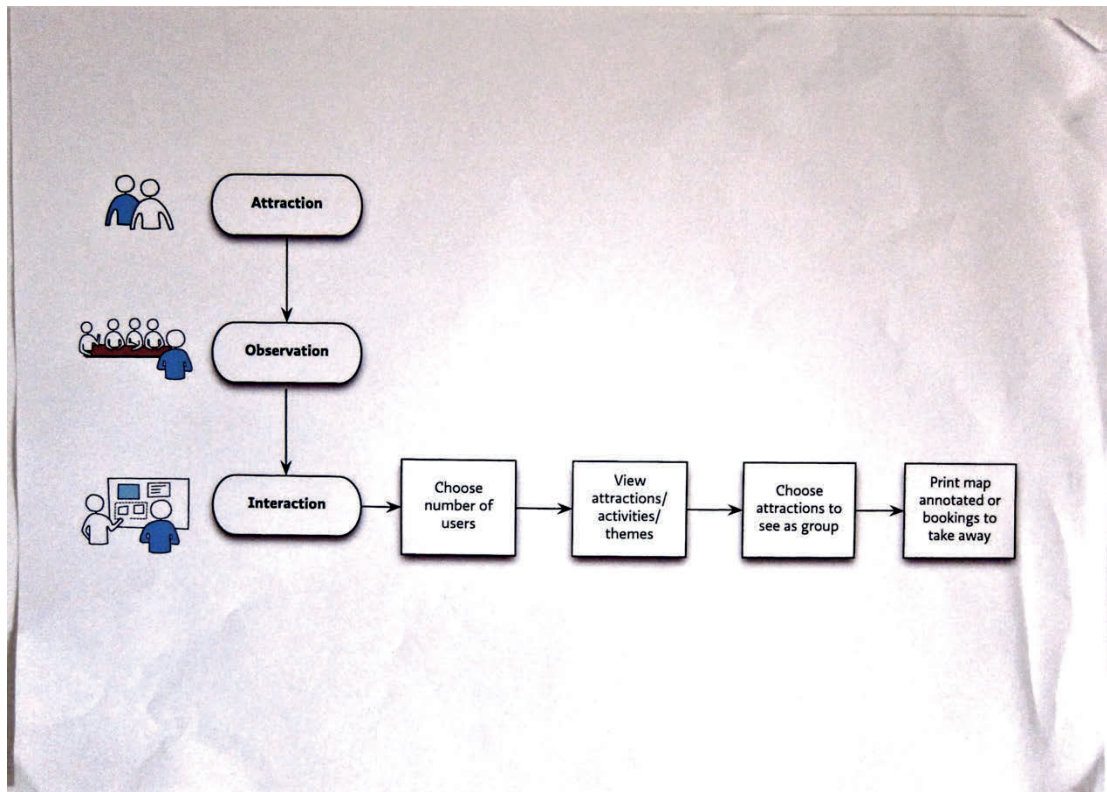 Attraction
Observation
Interaction
Choose
number of
users
View
attractions/
activities/
themes
Choose
attractions to
see as group
Print map
annotated or
bookings to
take away